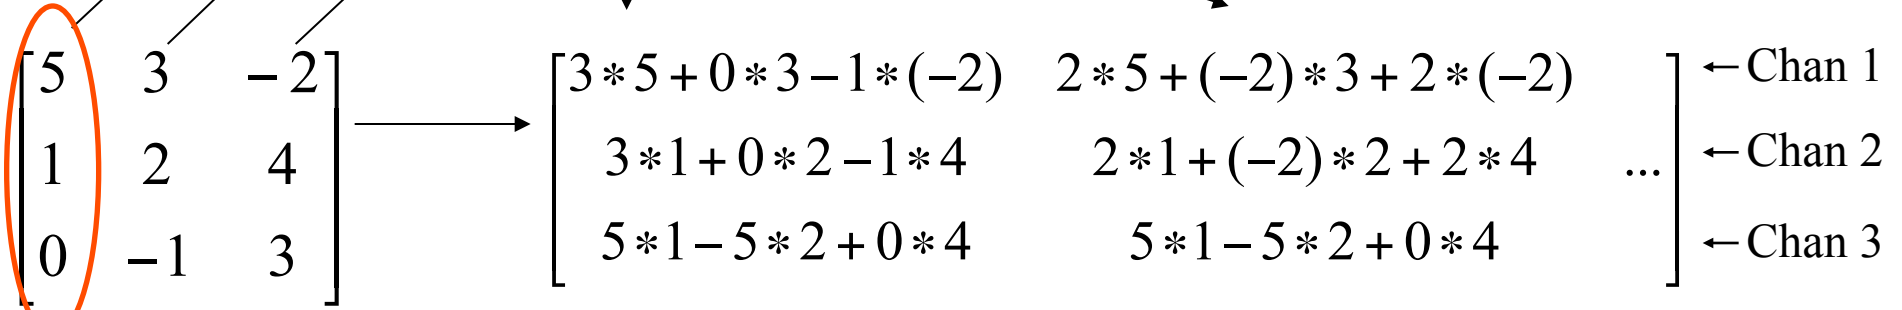 5 3 −2 3*5+0*3−1*(−2) 2*5+(−2)*3+2*(−2) ←Chan 1
1 2 4 3*1+0*2−1*4 2*1+(−2)*2+2*4 ... ←Chan 2
0 −1 3 5*1−5*2+0*4 5*1−5*2+0*4 ←Chan 3